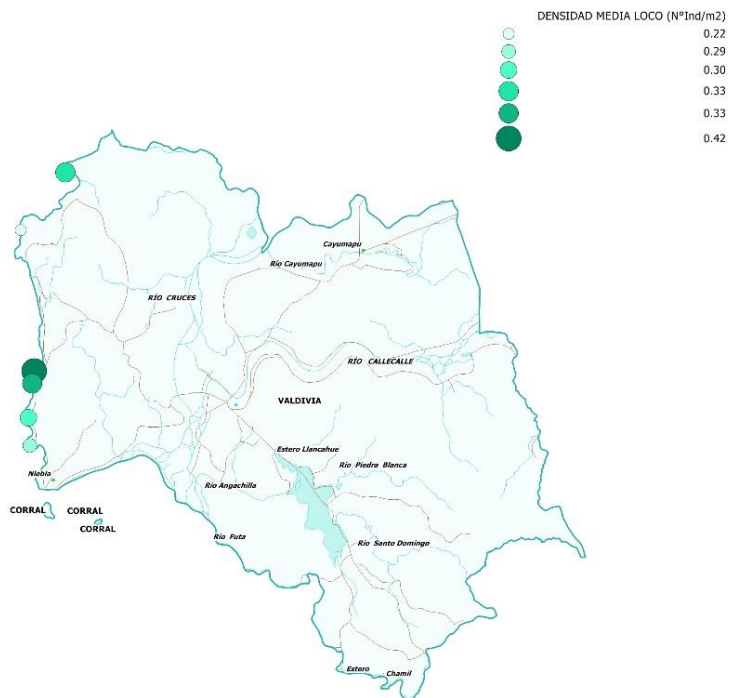 DENSIDAD MEDIA LOCO (N°Ind/m2)
0.22
0.29
0.30
0.33
0.33
0.42
Cayumapu
Río Cayumapu
RÍO CRUCES
RÍO CALLECALLE
VALDIVIA
Estero Llancahue
Río Piedra Blanca
Niebla
Río Angachilla
CORRAL
CORRAL
CORRAL
Río Futa
Río Santo Domingo
Estero Chamil